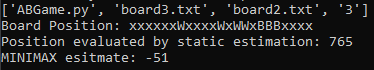 ['ABGame.py', 'board3.txt', 'board2.txt', '3']
Board Position: xxxxxxWxxxxWxWWxBBBxxxx
Position evaluated by static estimation: 765
MINIMAX esitmate: -51